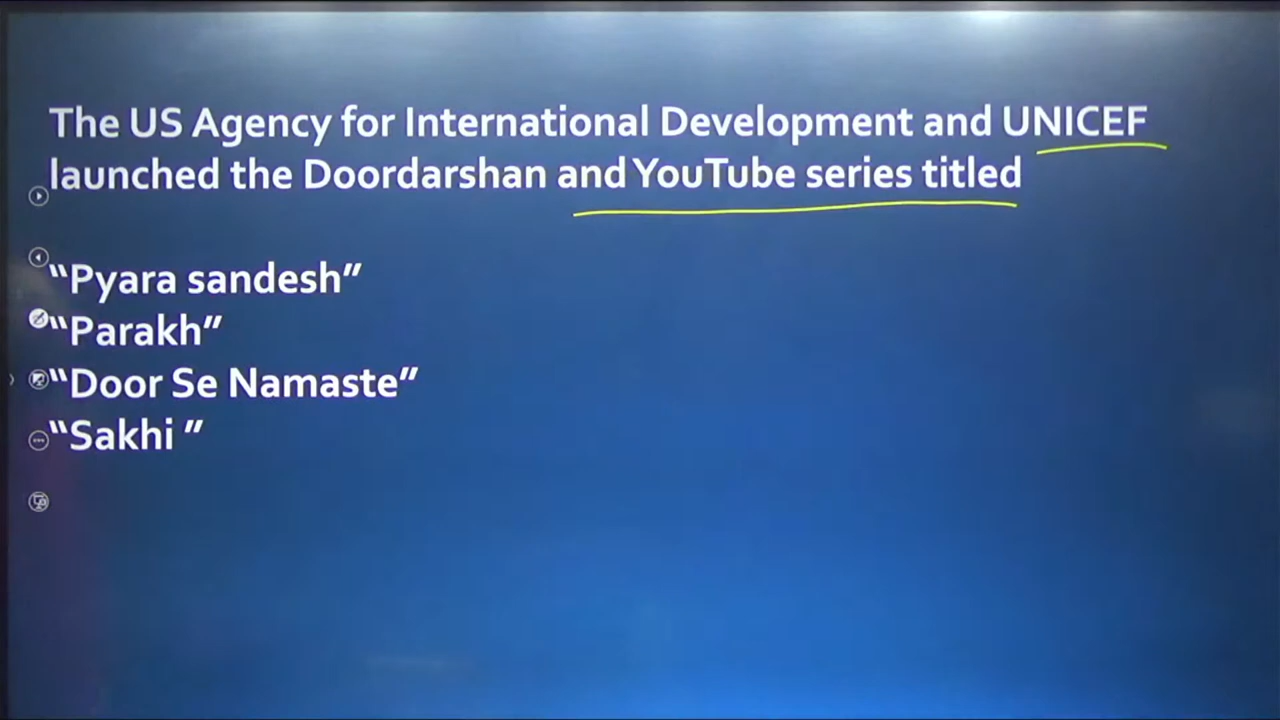 The US Agency for International Development and UNICEF
launched the Doordarshan and YouTube series titled
“Pyara sandesh”
“Parakh”
“Door Se Namaste”
“Sakhi ”